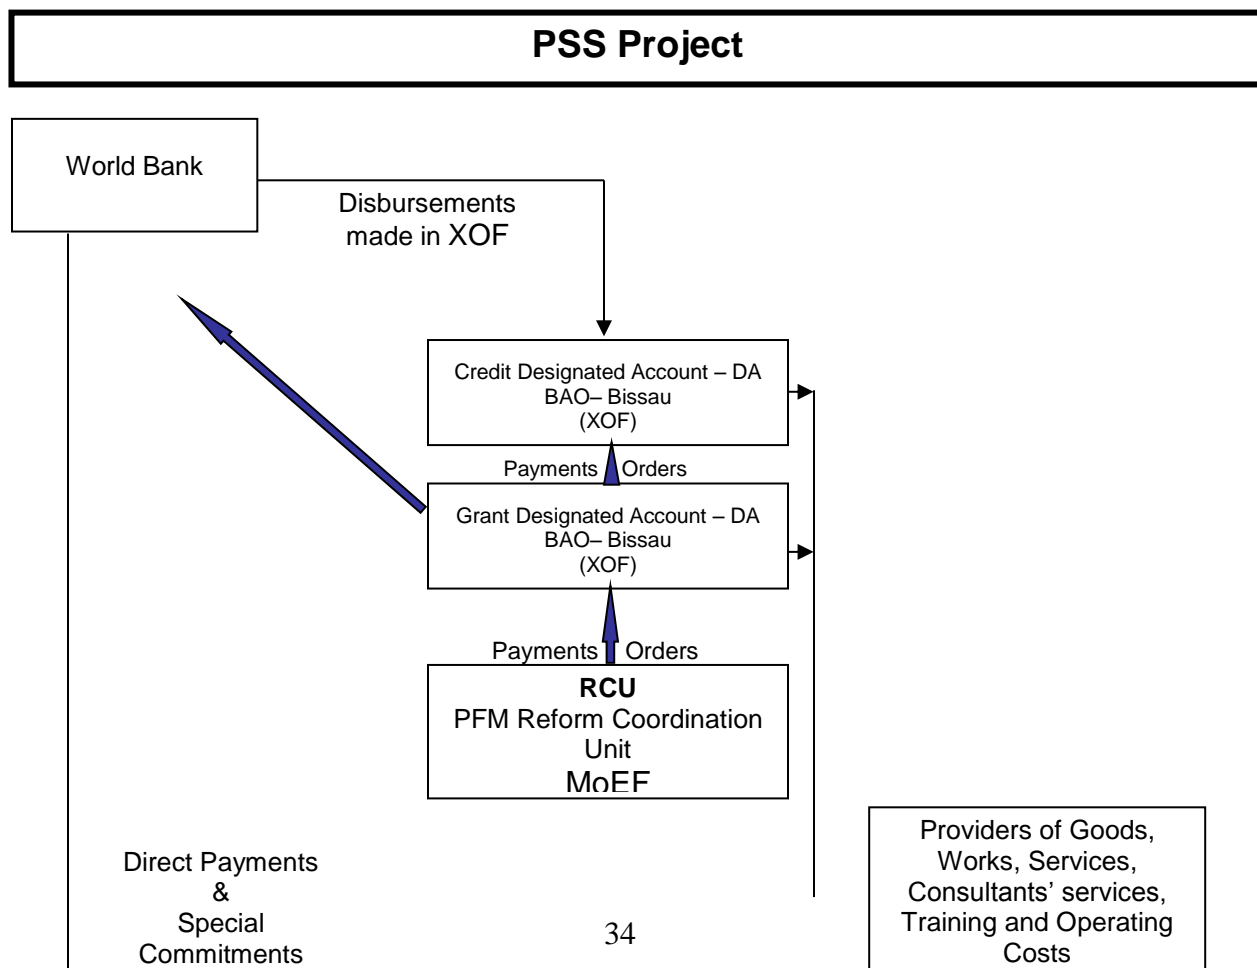 PSS Project
World Bank
Disbursements
made in XOF
Credit Designated Account – DA
BAO– Bissau
(XOF)
Payments Orders
Grant Designated Account – DA
BAO– Bissau
(XOF)
Payments Orders
RCU
PFM Reform Coordination
Unit
MoEF
Direct Payments
&
Special
Commitments
Providers of Goods,
Works, Services,
Consultants’ services,
Training and Operating
Costs
34